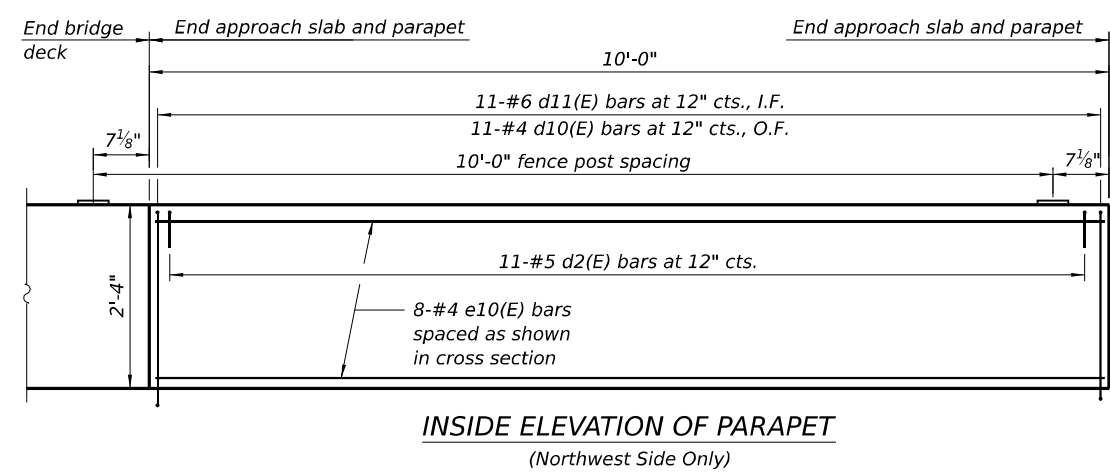 End bridge
deck
End approach slab and parapet
End approach slab and parapet
10'-0"
11-#6 d11(E) bars at 12" cts., I.F.
11-#4 d10(E) bars at 12" cts., O.F.
7⅛"
10'-0" fence post spacing
7⅛"
11-#5 d2(E) bars at 12" cts.
2'-4"
8-#4 e10(E) bars
spaced as shown
in cross section
INSIDE ELEVATION OF PARAPET
(Northwest Side Only)